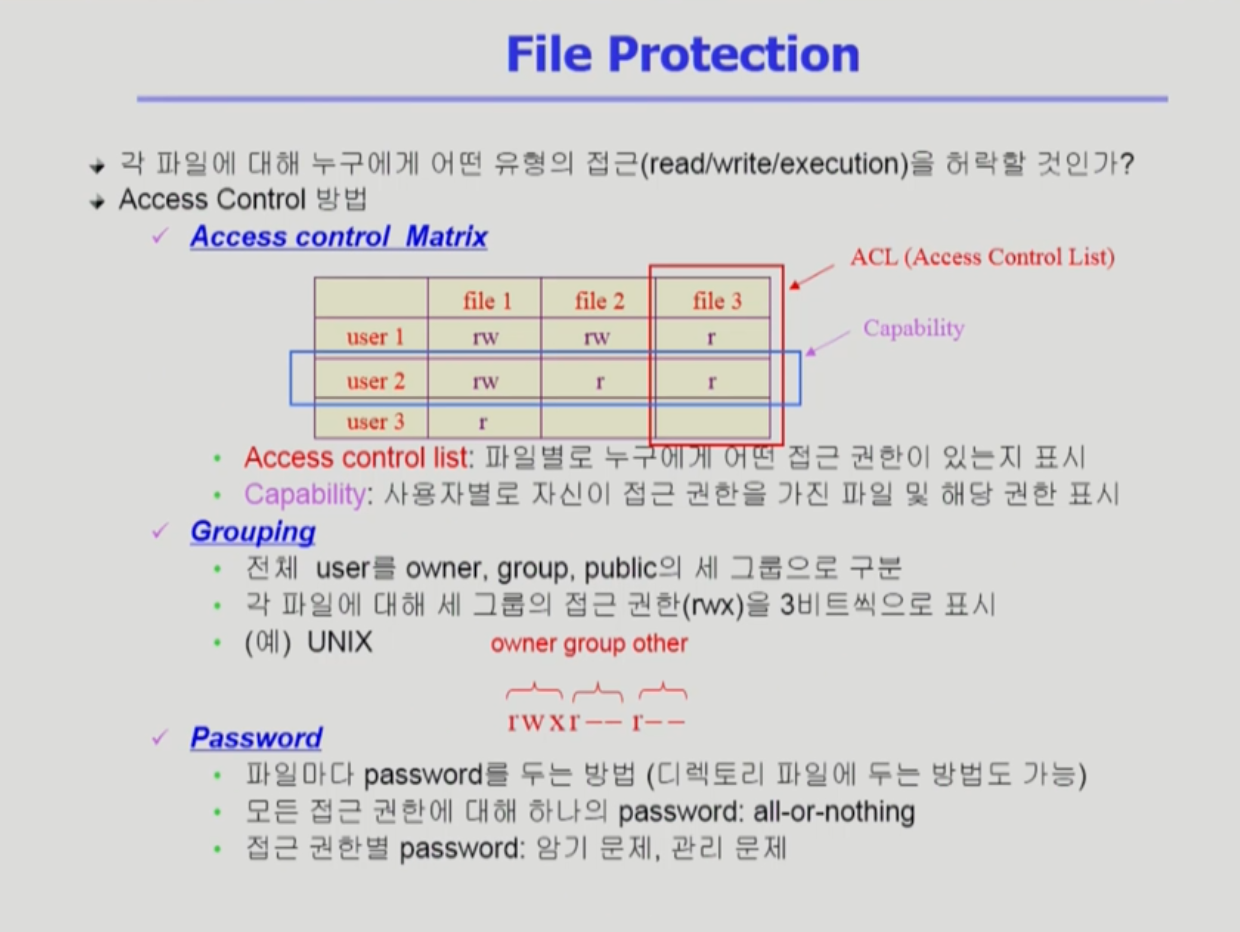 File Protection
각 파일에 대해 누구에게 어떤 유형의 접근(read/write/execution)을 허락할 것인가?
Access Control 방법
Access control Matrix
ACL (Access Control List)
Capability
file 1 file 2 file 3
user 1 rw rw r
user 2 rw r r
user 3 r
Access control list: 파일별로 누구에게 어떤 접근 권한이 있는지 표시
Capability: 사용자별로 자신이 접근 권한을 가진 파일 및 해당 권한 표시
Grouping
전체 user를 owner, group, public의 세 그룹으로 구분
각 파일에 대해 세 그룹의 접근 권한(rwx)을 3비트씩으로 표시
(예) UNIX owner group other
rwxr-- r--
Password
파일마다 password를 두는 방법 (디렉토리 파일에 두는 방법도 가능)
모든 접근 권한에 대해 하나의 password: all-or-nothing
접근 권한별 password: 암기 문제, 관리 문제